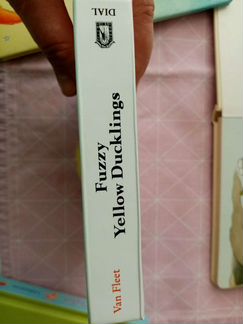 DIAL
Fuzzy
Yellow Ducklings
Van Fleet